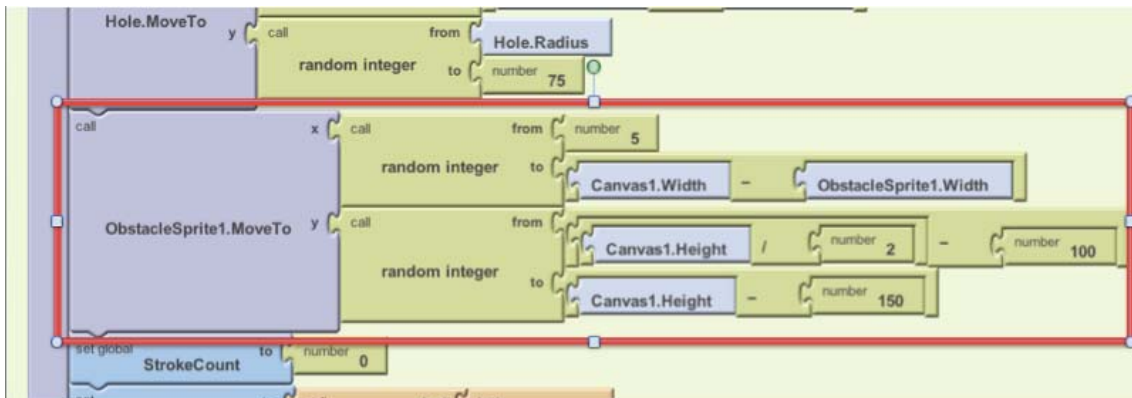 Hole.MoveTo
y call from Hole.Radius
random integer to number 75
call x call from number 5
random integer to Canvas1.Width - ObstacleSprite1.Width
ObstacleSprite1.MoveTo y call from Canvas1.Height / number 2 - number 100
random integer to Canvas1.Height - number 150
set global StrokeCount to number 0